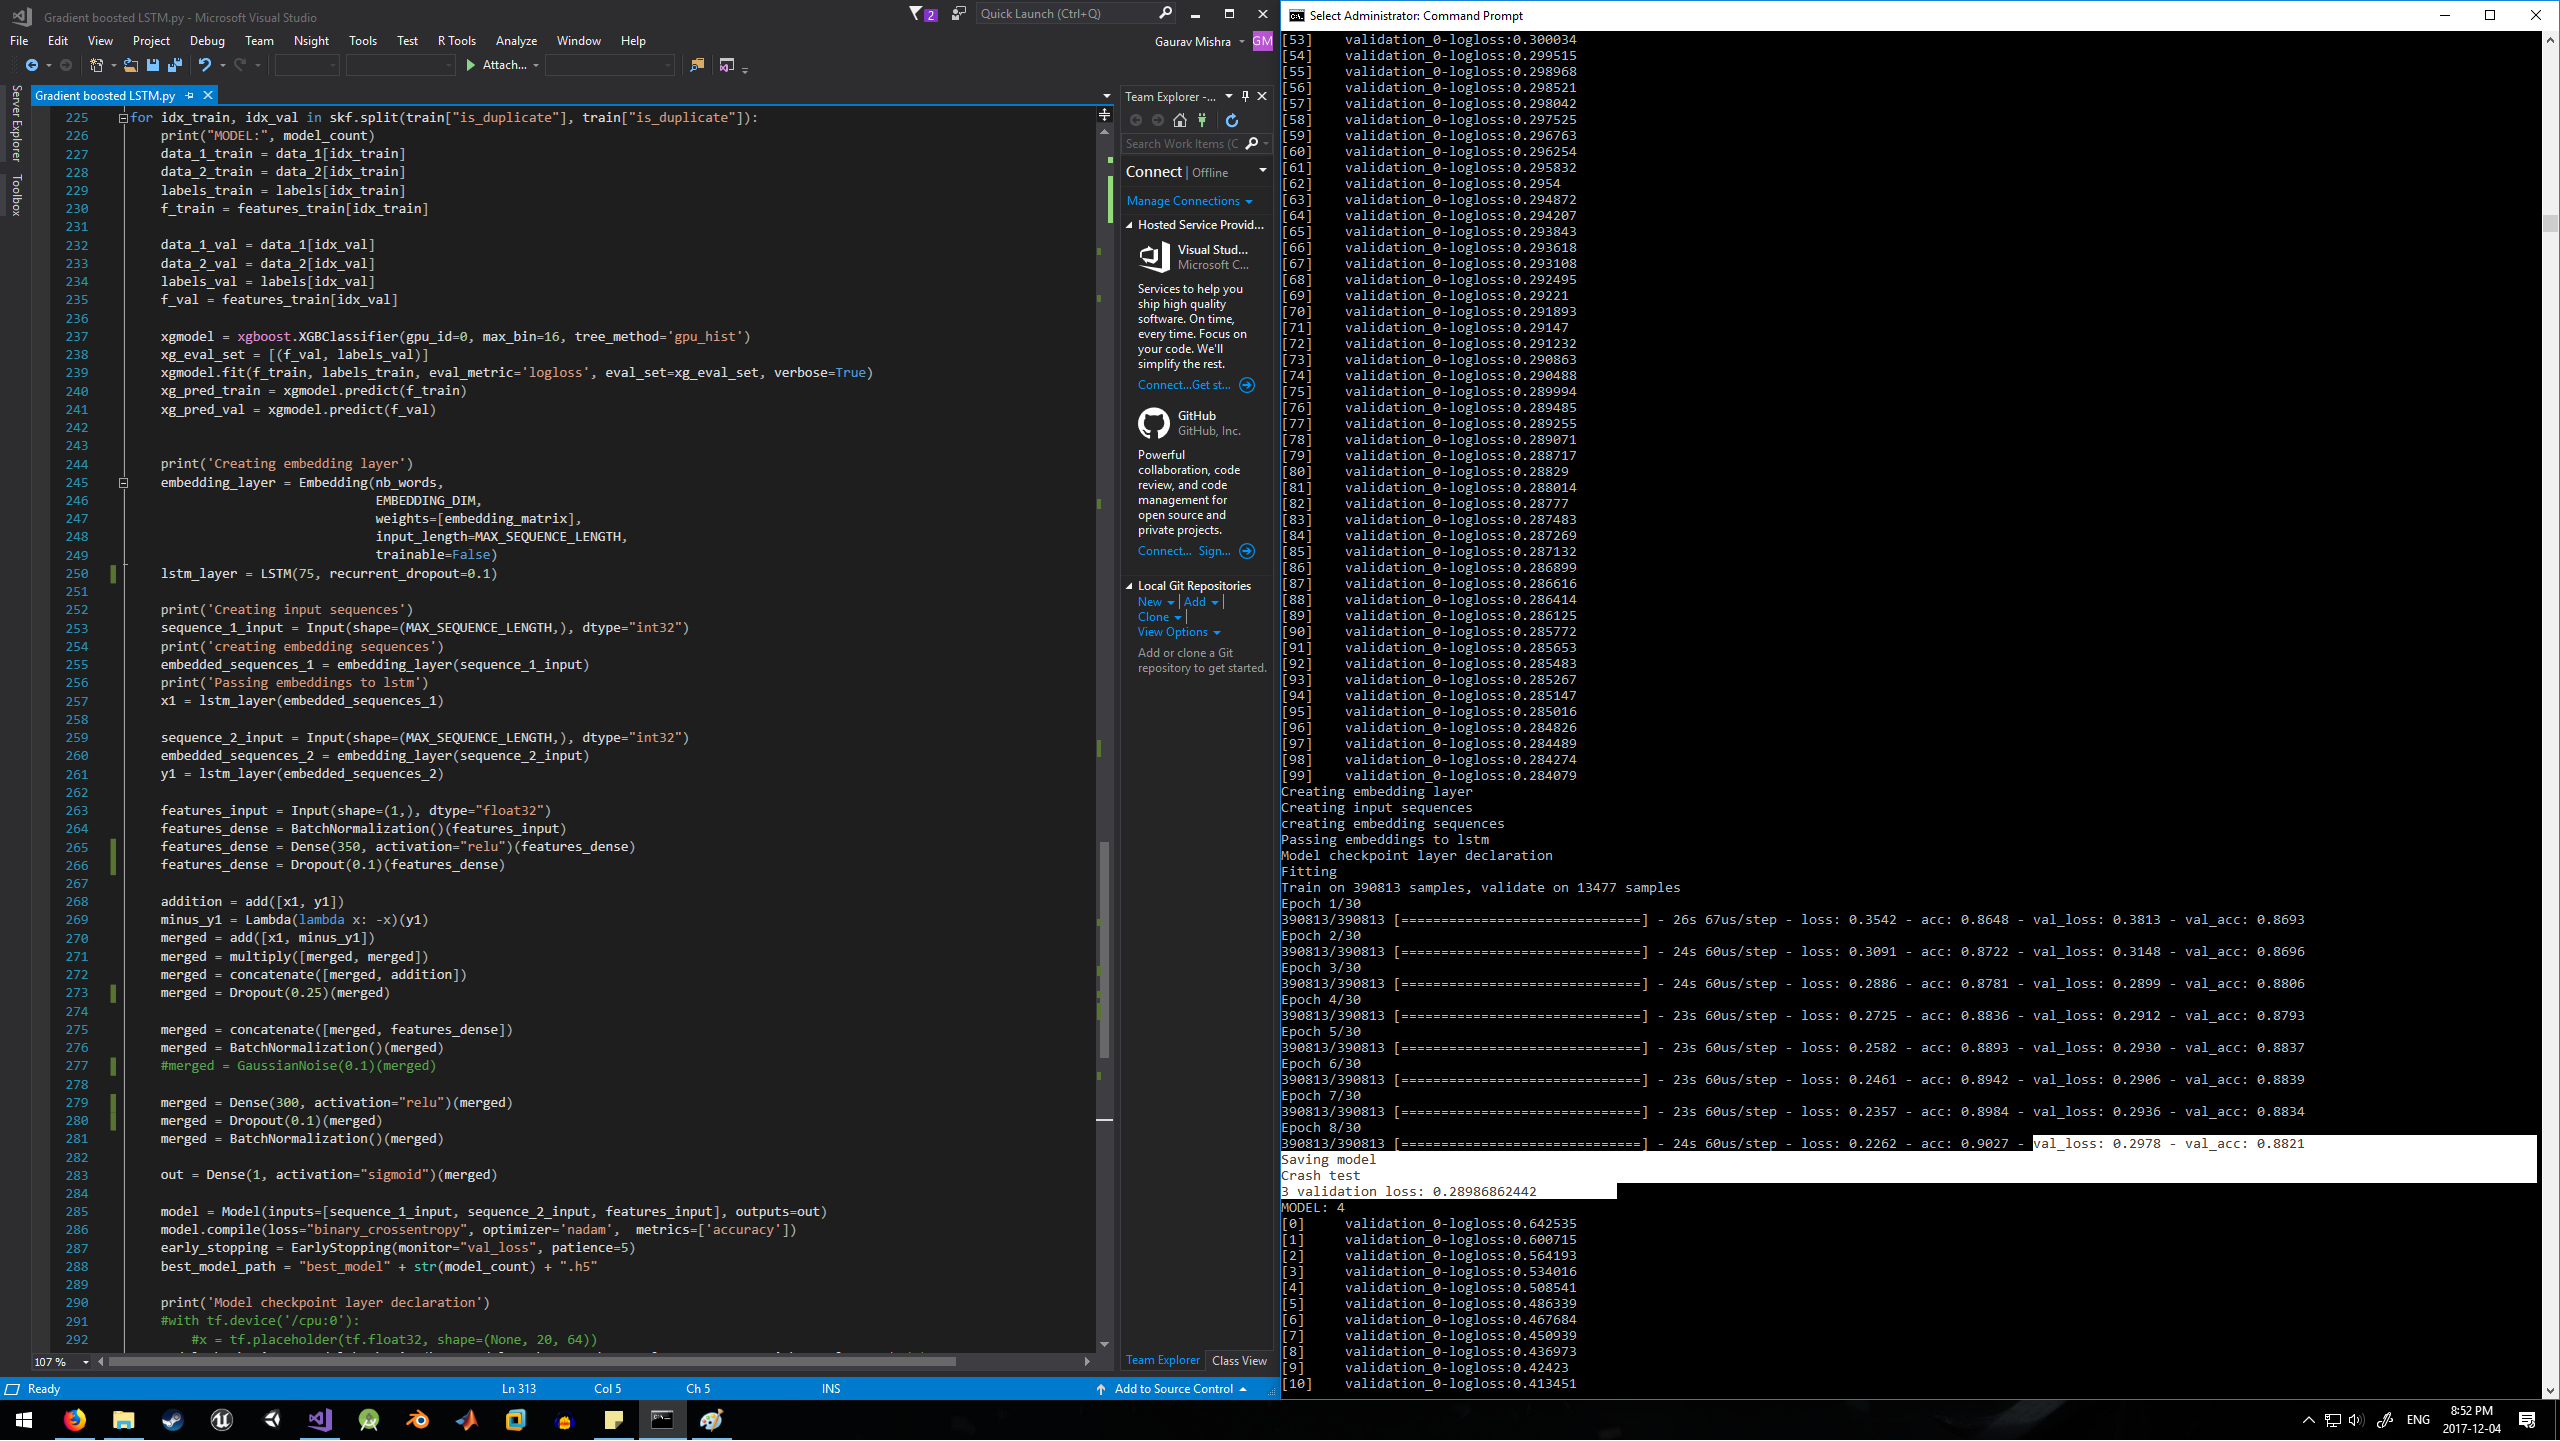 Gradient boosted LSTM.py - Microsoft Visual Studio
2
Quick Launch (Ctrl+Q)
File Edit View Project Debug Team Nsight Tools Test R Tools Analyze Window Help
Gaurav Mishra GM
Attach...
Server Explorer
Toolbox
Gradient boosted LSTM.py
225 for idx_train, idx_val in skf.split(train["is_duplicate"], train["is_duplicate"]):
226 print("MODEL:", model_count)
227 data_1_train = data_1[idx_train]
228 data_2_train = data_2[idx_train]
229 labels_train = labels[idx_train]
230 f_train = features_train[idx_train]
231
232 data_1_val = data_1[idx_val]
233 data_2_val = data_2[idx_val]
234 labels_val = labels[idx_val]
235 f_val = features_train[idx_val]
236
237 xgmodel = xgboost.XGBClassifier(gpu_id=0, max_bin=16, tree_method='gpu_hist')
238 xg_eval_set = [(f_val, labels_val)]
239 xgmodel.fit(f_train, labels_train, eval_metric='logloss', eval_set=xg_eval_set, verbose=True)
240 xg_pred_train = xgmodel.predict(f_train)
241 xg_pred_val = xgmodel.predict(f_val)
242
243
244 print('Creating embedding layer')
245 embedding_layer = Embedding(nb_words,
246 EMBEDDING_DIM,
247 weights=[embedding_matrix],
248 input_length=MAX_SEQUENCE_LENGTH,
249 trainable=False)
250 lstm_layer = LSTM(75, recurrent_dropout=0.1)
251
252 print('Creating input sequences')
253 sequence_1_input = Input(shape=(MAX_SEQUENCE_LENGTH,), dtype="int32")
254 print('creating embedding sequences')
255 embedded_sequences_1 = embedding_layer(sequence_1_input)
256 print('Passing embeddings to lstm')
257 x1 = lstm_layer(embedded_sequences_1)
258
259 sequence_2_input = Input(shape=(MAX_SEQUENCE_LENGTH,), dtype="int32")
260 embedded_sequences_2 = embedding_layer(sequence_2_input)
261 y1 = lstm_layer(embedded_sequences_2)
262
263 features_input = Input(shape=(1,), dtype="float32")
264 features_dense = BatchNormalization()(features_input)
265 features_dense = Dense(350, activation="relu")(features_dense)
266 features_dense = Dropout(0.1)(features_dense)
267
268 addition = add([x1, y1])
269 minus_y1 = Lambda(lambda x: -x)(y1)
270 merged = add([x1, minus_y1])
271 merged = multiply([merged, merged])
272 merged = concatenate([merged, addition])
273 merged = Dropout(0.25)(merged)
274
275 merged = concatenate([merged, features_dense])
276 merged = BatchNormalization()(merged)
277 #merged = GaussianNoise(0.1)(merged)
278
279 merged = Dense(300, activation="relu")(merged)
280 merged = Dropout(0.1)(merged)
281 merged = BatchNormalization()(merged)
282
283 out = Dense(1, activation="sigmoid")(merged)
284
285 model = Model(inputs=[sequence_1_input, sequence_2_input, features_input], outputs=out)
286 model.compile(loss="binary_crossentropy", optimizer='nadam', metrics=['accuracy'])
287 early_stopping = EarlyStopping(monitor="val_loss", patience=5)
288 best_model_path = "best_model" + str(model_count) + ".h5"
289
290 print('Model checkpoint layer declaration')
291 #with tf.device('/cpu:0'):
292 #x = tf.placeholder(tf.float32, shape=(None, 20, 64))
107 %
Ready Ln 313 Col 5 Ch 5 INS Add to Source Control
Team Explorer -...
Search Work Items (C
Connect | Offline
Manage Connections
Hosted Service Provid...
Visual Stud...
Microsoft C...
Services to help you
ship high quality
software. On time,
every time. Focus on
your code. We'll
simplify the rest.
Connect... Get st...
GitHub
GitHub, Inc.
Powerful
collaboration, code
review, and code
management for
open source and
private projects.
Connect... Sign...
Local Git Repositories
New | Add |
Clone |
View Options
Add or clone a Git
repository to get started.
Team Explorer Class View
Select Administrator: Command Prompt
[53] validation_0-logloss:0.300034
[54] validation_0-logloss:0.299515
[55] validation_0-logloss:0.298968
[56] validation_0-logloss:0.298521
[57] validation_0-logloss:0.298042
[58] validation_0-logloss:0.297525
[59] validation_0-logloss:0.296763
[60] validation_0-logloss:0.296254
[61] validation_0-logloss:0.295832
[62] validation_0-logloss:0.2954
[63] validation_0-logloss:0.294872
[64] validation_0-logloss:0.294207
[65] validation_0-logloss:0.293843
[66] validation_0-logloss:0.293618
[67] validation_0-logloss:0.293108
[68] validation_0-logloss:0.292495
[69] validation_0-logloss:0.29221
[70] validation_0-logloss:0.291893
[71] validation_0-logloss:0.29147
[72] validation_0-logloss:0.291232
[73] validation_0-logloss:0.290863
[74] validation_0-logloss:0.290488
[75] validation_0-logloss:0.289994
[76] validation_0-logloss:0.289485
[77] validation_0-logloss:0.289255
[78] validation_0-logloss:0.289071
[79] validation_0-logloss:0.288717
[80] validation_0-logloss:0.28829
[81] validation_0-logloss:0.288014
[82] validation_0-logloss:0.28777
[83] validation_0-logloss:0.287483
[84] validation_0-logloss:0.287269
[85] validation_0-logloss:0.287132
[86] validation_0-logloss:0.286899
[87] validation_0-logloss:0.286616
[88] validation_0-logloss:0.286414
[89] validation_0-logloss:0.286125
[90] validation_0-logloss:0.285772
[91] validation_0-logloss:0.285653
[92] validation_0-logloss:0.285483
[93] validation_0-logloss:0.285267
[94] validation_0-logloss:0.285147
[95] validation_0-logloss:0.285016
[96] validation_0-logloss:0.284826
[97] validation_0-logloss:0.284489
[98] validation_0-logloss:0.284274
[99] validation_0-logloss:0.284079
Creating embedding layer
Creating input sequences
creating embedding sequences
Passing embeddings to lstm
Model checkpoint layer declaration
Fitting
Train on 390813 samples, validate on 13477 samples
Epoch 1/30
390813/390813 [==============================] - 26s 67us/step - loss: 0.3542 - acc: 0.8648 - val_loss: 0.3813 - val_acc: 0.8693
Epoch 2/30
390813/390813 [==============================] - 24s 60us/step - loss: 0.3091 - acc: 0.8722 - val_loss: 0.3148 - val_acc: 0.8696
Epoch 3/30
390813/390813 [==============================] - 24s 60us/step - loss: 0.2886 - acc: 0.8781 - val_loss: 0.2899 - val_acc: 0.8806
Epoch 4/30
390813/390813 [==============================] - 23s 60us/step - loss: 0.2725 - acc: 0.8836 - val_loss: 0.2912 - val_acc: 0.8793
Epoch 5/30
390813/390813 [==============================] - 23s 60us/step - loss: 0.2582 - acc: 0.8893 - val_loss: 0.2930 - val_acc: 0.8837
Epoch 6/30
390813/390813 [==============================] - 23s 60us/step - loss: 0.2461 - acc: 0.8942 - val_loss: 0.2906 - val_acc: 0.8839
Epoch 7/30
390813/390813 [==============================] - 23s 60us/step - loss: 0.2357 - acc: 0.8984 - val_loss: 0.2936 - val_acc: 0.8834
Epoch 8/30
390813/390813 [==============================] - 24s 60us/step - loss: 0.2262 - acc: 0.9027 - val_loss: 0.2978 - val_acc: 0.8821
Saving model
Crash test
3 validation loss: 0.28986862442
MODEL: 4
[0] validation_0-logloss:0.642535
[1] validation_0-logloss:0.600715
[2] validation_0-logloss:0.564193
[3] validation_0-logloss:0.534016
[4] validation_0-logloss:0.508541
[5] validation_0-logloss:0.486339
[6] validation_0-logloss:0.467684
[7] validation_0-logloss:0.450939
[8] validation_0-logloss:0.436973
[9] validation_0-logloss:0.42423
[10] validation_0-logloss:0.413451
ENG
8:52 PM
2017-12-04